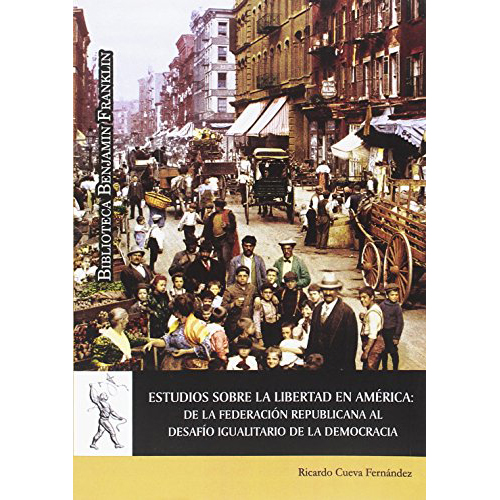 BIBLIOTECA BENJAMIN FRANKLIN
ESTUDIOS SOBRE LA LIBERTAD EN AMÉRICA:
DE LA FEDERACIÓN REPUBLICANA AL
DESAFÍO IGUALITARIO DE LA DEMOCRACIA
Ricardo Cueva Fernández